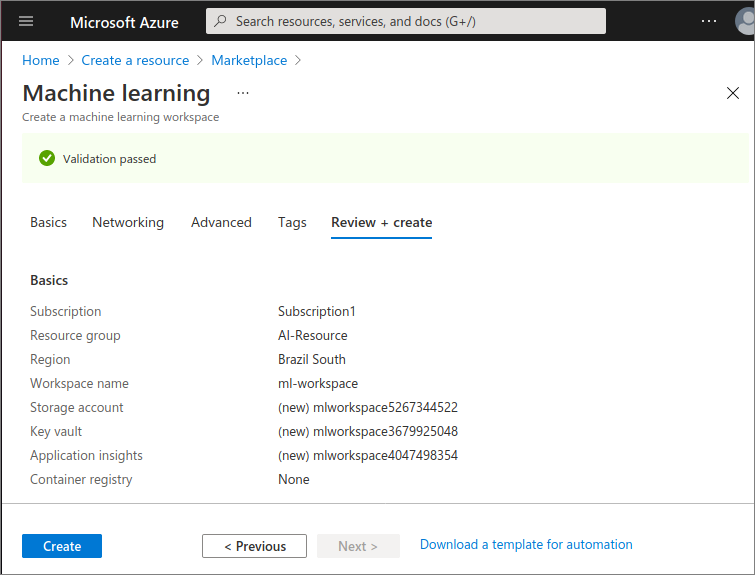 Microsoft Azure Search resources, services, and docs (G+/) ...
Home > Create a resource > Marketplace >
Machine learning ...
Create a machine learning workspace
Validation passed
Basics Networking Advanced Tags Review + create
Basics
Subscription Subscription1
Resource group AI-Resource
Region Brazil South
Workspace name ml-workspace
Storage account (new) mlworkspace5267344522
Key vault (new) mlworkspace3679925048
Application insights (new) mlworkspace4047498354
Container registry None
Create < Previous Next > Download a template for automation